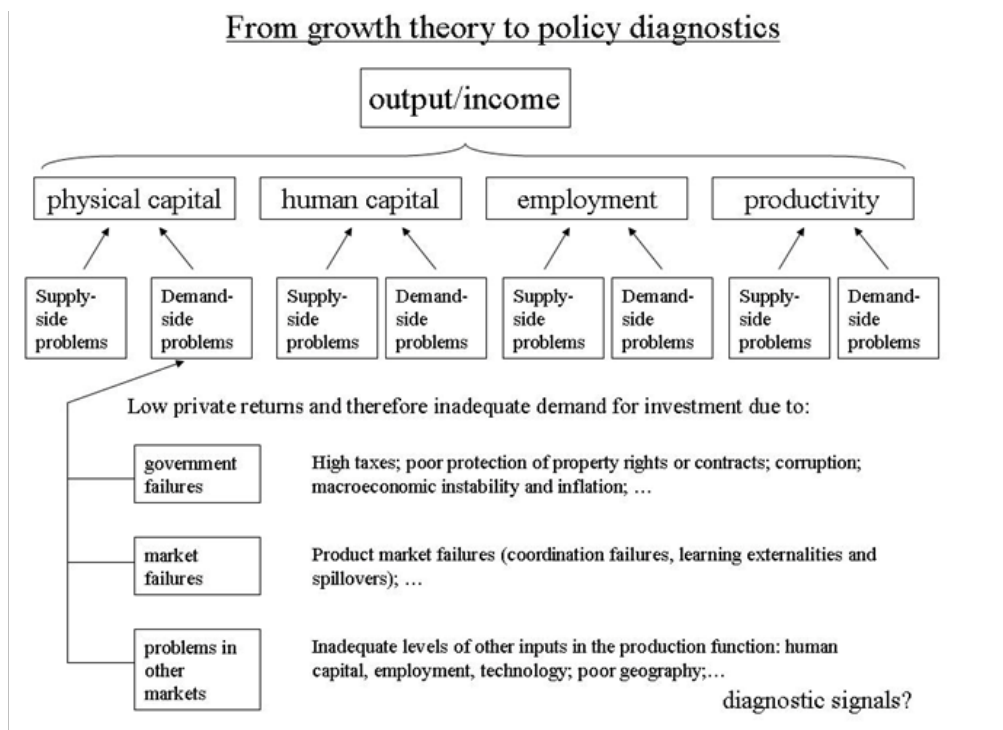 From growth theory to policy diagnostics
output/income
physical capital
human capital
employment
productivity
Supply-
side
problems
Demand-
side
problems
Supply-
side
problems
Demand-
side
problems
Supply-
side
problems
Demand-
side
problems
Supply-
side
problems
Demand-
side
problems
Low private returns and therefore inadequate demand for investment due to:
government
failures
High taxes; poor protection of property rights or contracts; corruption;
macroeconomic instability and inflation; …
market
failures
Product market failures (coordination failures, learning externalities and
spillovers); …
problems in
other
markets
Inadequate levels of other inputs in the production function: human
capital, employment, technology; poor geography;…
diagnostic signals?